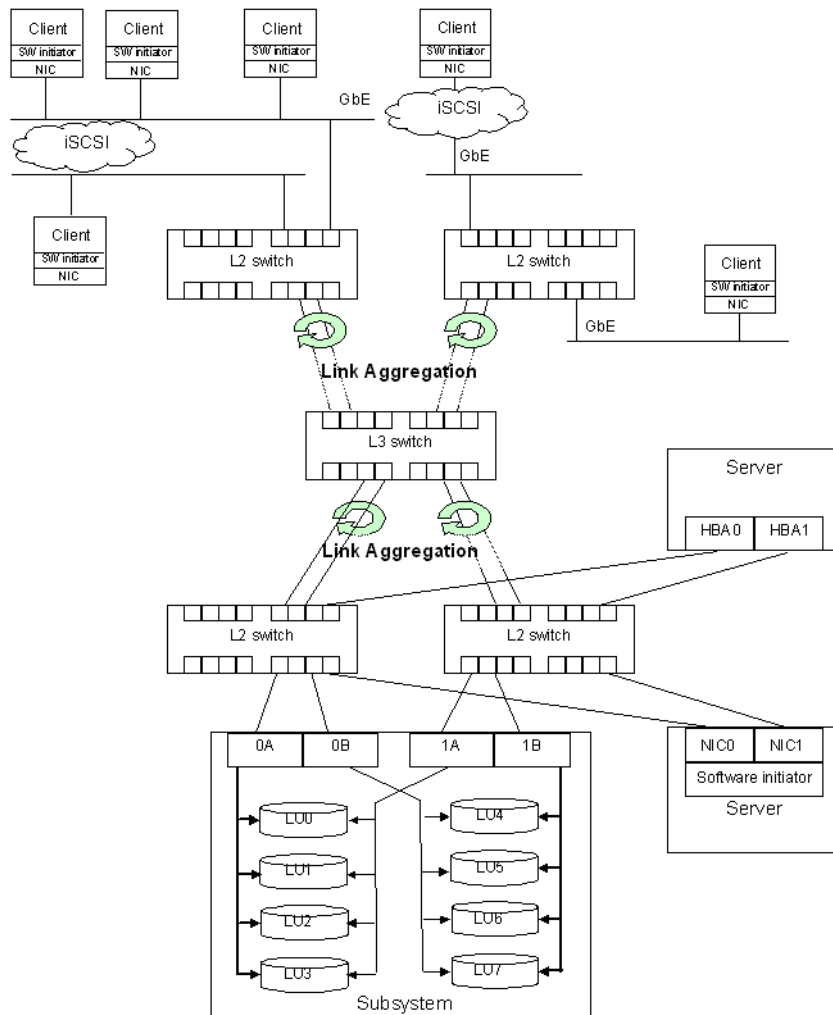 Client
SW initiator
NIC
Client
SW initiator
NIC
Client
SW initiator
NIC
Client
SW initiator
NIC
GbE
iSCSI
iSCSI
GbE
Client
SW initiator
NIC
L2 switch
L2 switch
Client
SW initiator
NIC
GbE
Link Aggregation
L3 switch
Server
HBA0
HBA1
Link Aggregation
L2 switch
L2 switch
0A
0B
1A
1B
NIC0
NIC1
Software initiator
Server
LU0
LU4
LU1
LU5
LU2
LU6
LU3
LU7
Subsystem